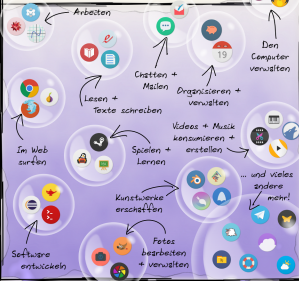 Arbeiten
Den
Computer
verwalten
19
Chatten +
Mailen
Organisieren +
verwalten
Lesen +
Texte schreiben
Videos + Musik
konsumieren +
erstellen
Im Web
surfen
Spielen +
Lernen
... und vieles
andere
mehr!
Kunstwerke
erschaffen
Fotos
bearbeiten
+ verwalten
Software
entwickeln